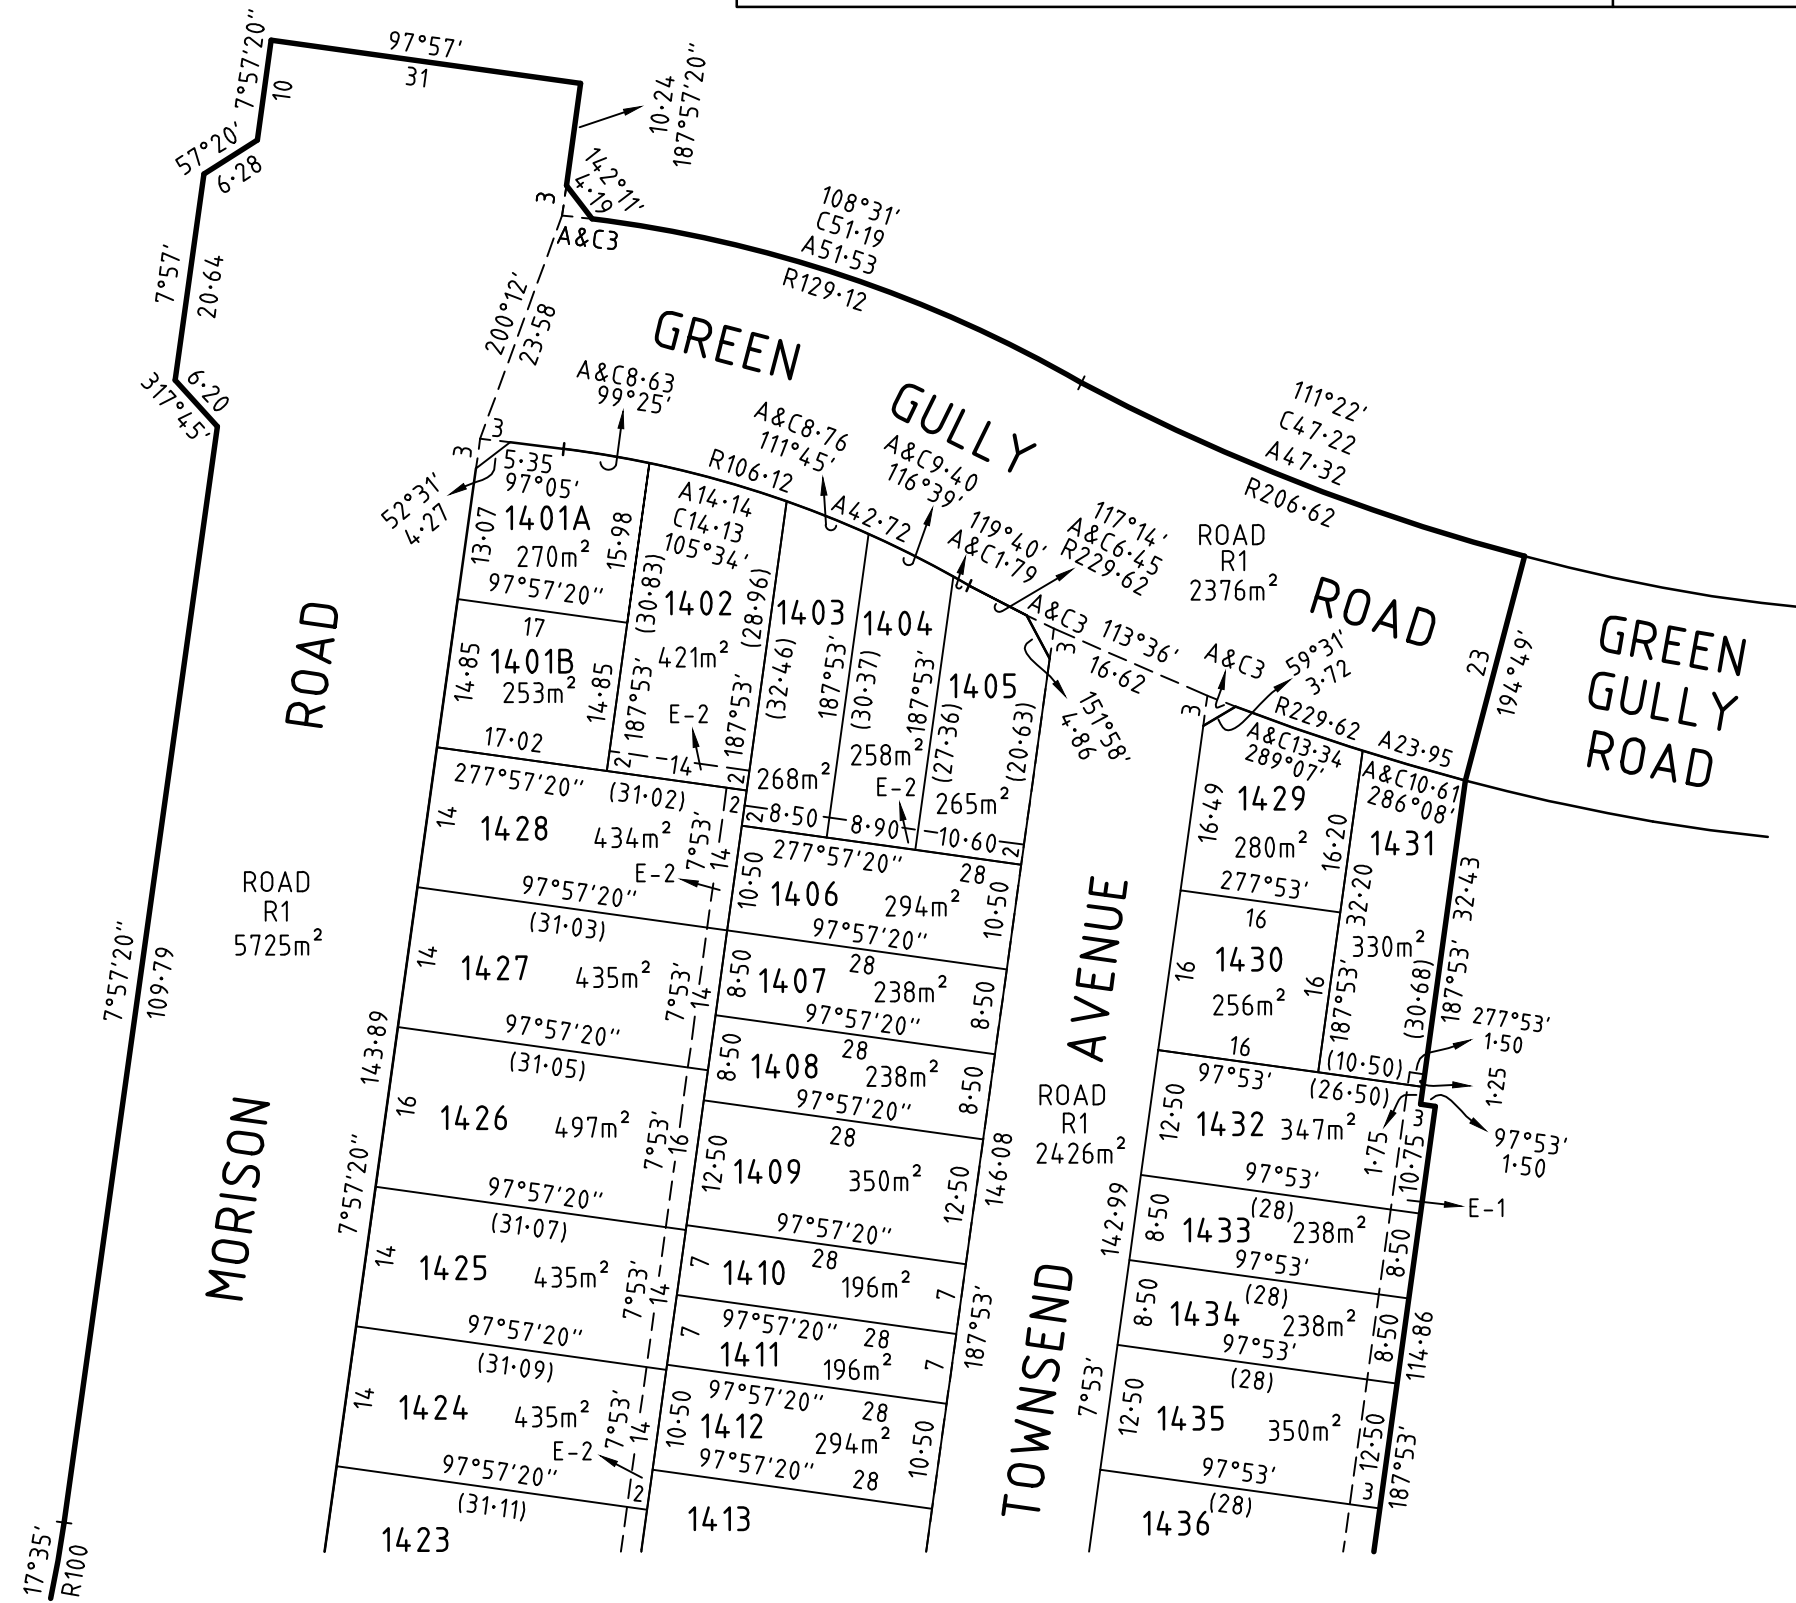 97°57'
31
7°57'20"
10
10·24
187°57'20"
57°20'
6·28
142°11'
4·19
3
A&C3
108°31'
C51·19
A51·53
R129·12
7°57'
20·64
200°12'
23·58
GREEN
GULLY
ROAD
6·20
317°45'
A&C8·63
99°25'
A&C8·76
111°45'
A&C9·40
116°39'
111°22'
C47·22
A47·32
R206·62
3
3
5·35
97°05'
R106·12
A42·72
119°40'
A&C1·79
117°14'
A&C6·45
R229·62
ROAD
R1
2376m²
52°31'
4·27
13·07
1401A
270m²
15·98
97°57'20"
A14·14
C14·13
105°34'
(30·83)
1402
(28·96)
421m²
187°53'
E-2
187°53'
2
14
2
17
14·85
1401B
253m²
14·85
17·02
1403
(32·46)
187°53'
268m²
2
8·50
1404
(30·37)
187°53'
258m²
E-2
8·90
1405
(27·36)
(20·63)
265m²
10·60
2
A&C3
3
113°36'
16·62
151°58'
4·86
A&C3
3
59°31'
3·72
R229·62
A23·95
23
194°49'
GREEN
GULLY
ROAD
A&C13·34
289°07'
A&C10·61
286°08'
16·49
1429
280m²
16·20
277°53'
1431
32·20
330m²
187°53'
(30·68)
(10·50)
32·43
187°53'
16
16
1430
256m²
16
16
277°53'
1·50
1·25
97°53'
1·50
277°57'20"
(31·02)
2
14
1428
434m²
7°53'
14
E-2
97°57'20"
(31·03)
14
1427
435m²
7°53'
14
97°57'20"
(31·05)
16
1426
497m²
7°53'
16
97°57'20"
(31·07)
14
1425
435m²
7°53'
14
97°57'20"
(31·09)
14
1424
435m²
7°53'
14
E-2
97°57'20"
2
(31·11)
1423
277°57'20"
28
10·50
1406
294m²
10·50
97°57'20"
28
8·50
1407
238m²
8·50
97°57'20"
28
8·50
1408
238m²
8·50
97°57'20"
28
12·50
1409
350m²
12·50
97°57'20"
28
7
1410
196m²
7
97°57'20"
28
7
1411
196m²
7
97°57'20"
28
10·50
1412
294m²
10·50
97°57'20"
28
1413
97°53'
(26·50)
12·50
1432
347m²
1·75
3
10·75
97°53'
E-1
(28)
8·50
1433
238m²
8·50
97°53'
(28)
8·50
1434
238m²
8·50
97°53'
(28)
12·50
1435
350m²
12·50
97°53'
3
(28)
1436
114·86
187°53'
ROAD
MORISON
ROAD
R1
5725m²
7°57'20"
109·79
143·89
7°57'20"
17°35'
R100
AVENUE
TOWNSEND
ROAD
R1
2426m²
146·08
187°53'
142·99
7°53'